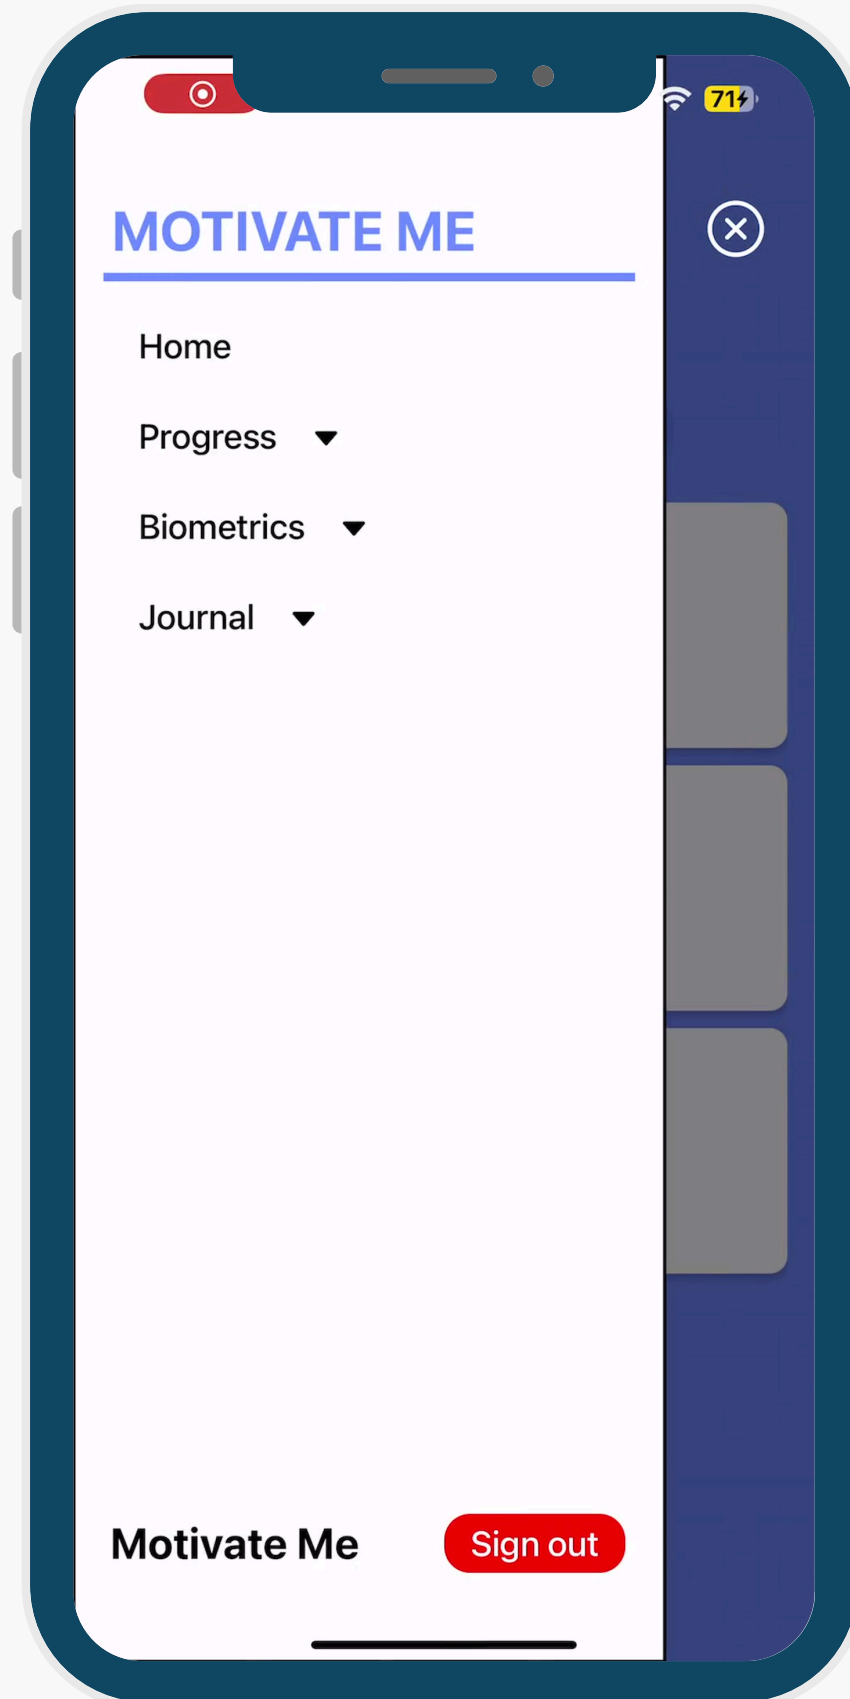 71
MOTIVATE ME
Home
Progress
Biometrics
Journal
Motivate Me
Sign out